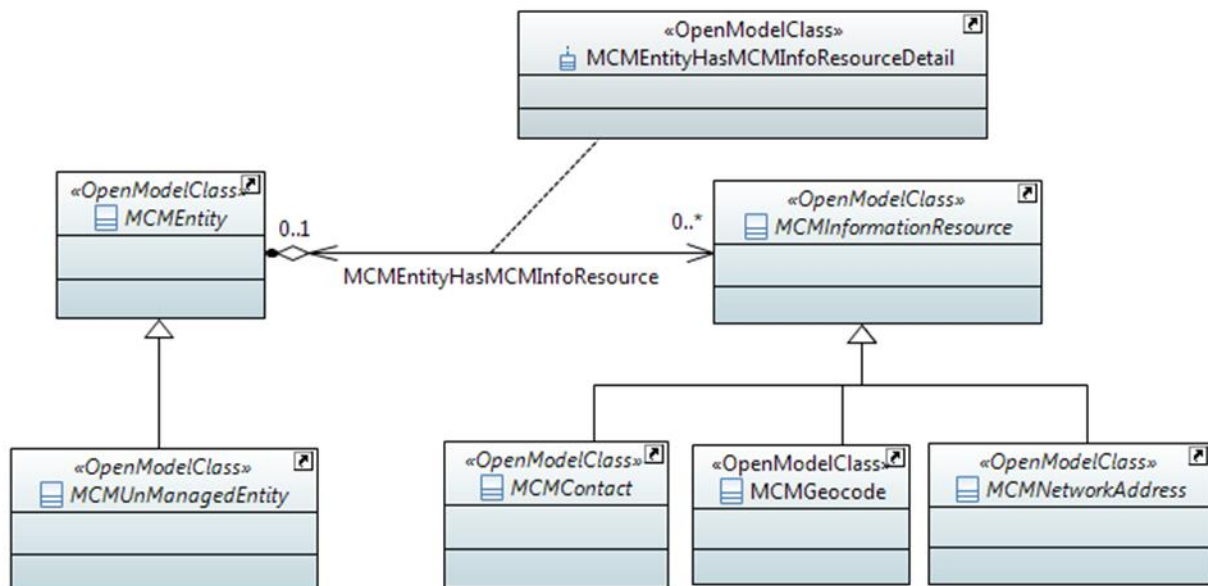 «OpenModelClass»
MCMEntityHasMCMInfoResourceDetail
«OpenModelClass»
MCMEntity
«OpenModelClass»
MCMInformationResource
0..1
0..*
MCMEntityHasMCMInfoResource
«OpenModelClass»
MCMUnManagedEntity
«OpenModelClass»
MCMContact
«OpenModelClass»
MCMGeocode
«OpenModelClass»
MCMNetworkAddress